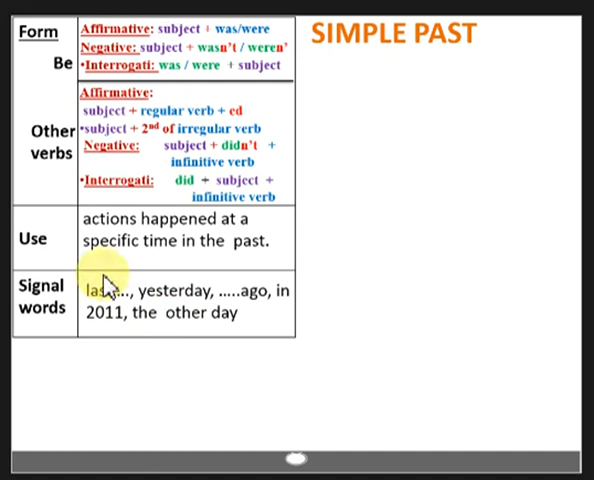 SIMPLE PAST
Form
Be
Affirmative: subject + was/were
Negative: subject + wasn't / weren'
•Interrogati: was / were + subject
Other
verbs
Affirmative:
subject + regular verb + ed
•subject + 2nd of irregular verb
Negative: subject + didn't +
infinitive verb
•Interrogati: did + subject +
infinitive verb
Use
actions happened at a
specific time in the past.
Signal
words
yesterday, .....ago, in
2011, the other day